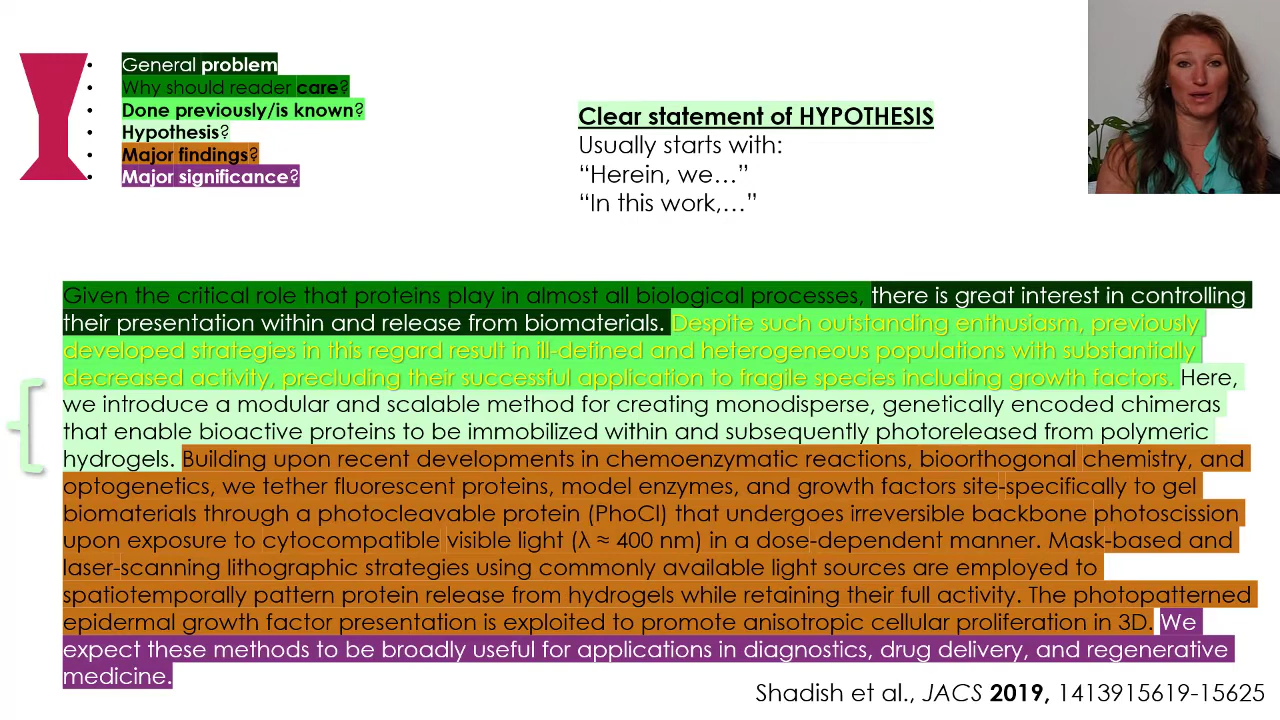 General problem
Why should reader care?
Done previously/is known?
Hypothesis?
Major findings?
Major significance?
Clear statement of HYPOTHESIS
Usually starts with:
“Herein, we…”
“In this work,…”
Given the critical role that proteins play in almost all biological processes, there is great interest in controlling
their presentation within and release from biomaterials. Despite such outstanding enthusiasm, previously
developed strategies in this regard result in ill-defined and heterogeneous populations with substantially
decreased activity, precluding their successful application to fragile species including growth factors. Here,
we introduce a modular and scalable method for creating monodisperse, genetically encoded chimeras
that enable bioactive proteins to be immobilized within and subsequently photoreleased from polymeric
hydrogels. Building upon recent developments in chemoenzymatic reactions, bioorthogonal chemistry, and
optogenetics, we tether fluorescent proteins, model enzymes, and growth factors site-specifically to gel
biomaterials through a photocleavable protein (PhoCl) that undergoes irreversible backbone photoscission
upon exposure to cytocompatible visible light (λ ≈ 400 nm) in a dose-dependent manner. Mask-based and
laser-scanning lithographic strategies using commonly available light sources are employed to
spatiotemporally pattern protein release from hydrogels while retaining their full activity. The photopatterned
epidermal growth factor presentation is exploited to promote anisotropic cellular proliferation in 3D. We
expect these methods to be broadly useful for applications in diagnostics, drug delivery, and regenerative
medicine.
Shadish et al., JACS 2019, 1413915619-15625